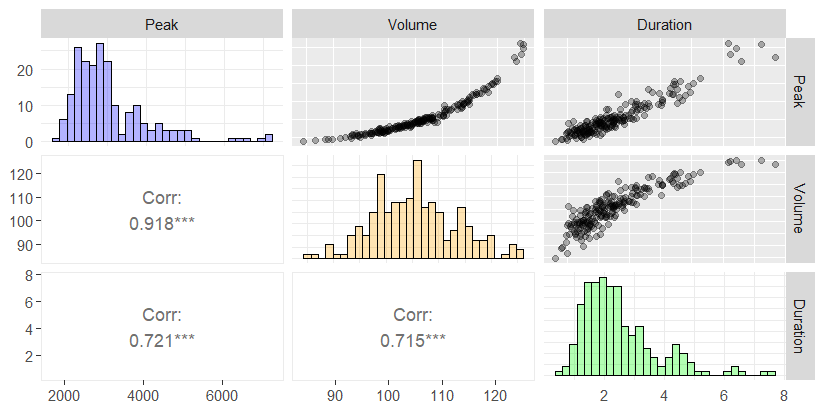 Peak Volume Duration
20
10
0
Peak
120
110
100
90
Corr:
0.918***
Volume
8
6
4
2
Corr:
0.721***
Corr:
0.715***
Duration
2000 4000 6000 90 100 110 120 2 4 6 8